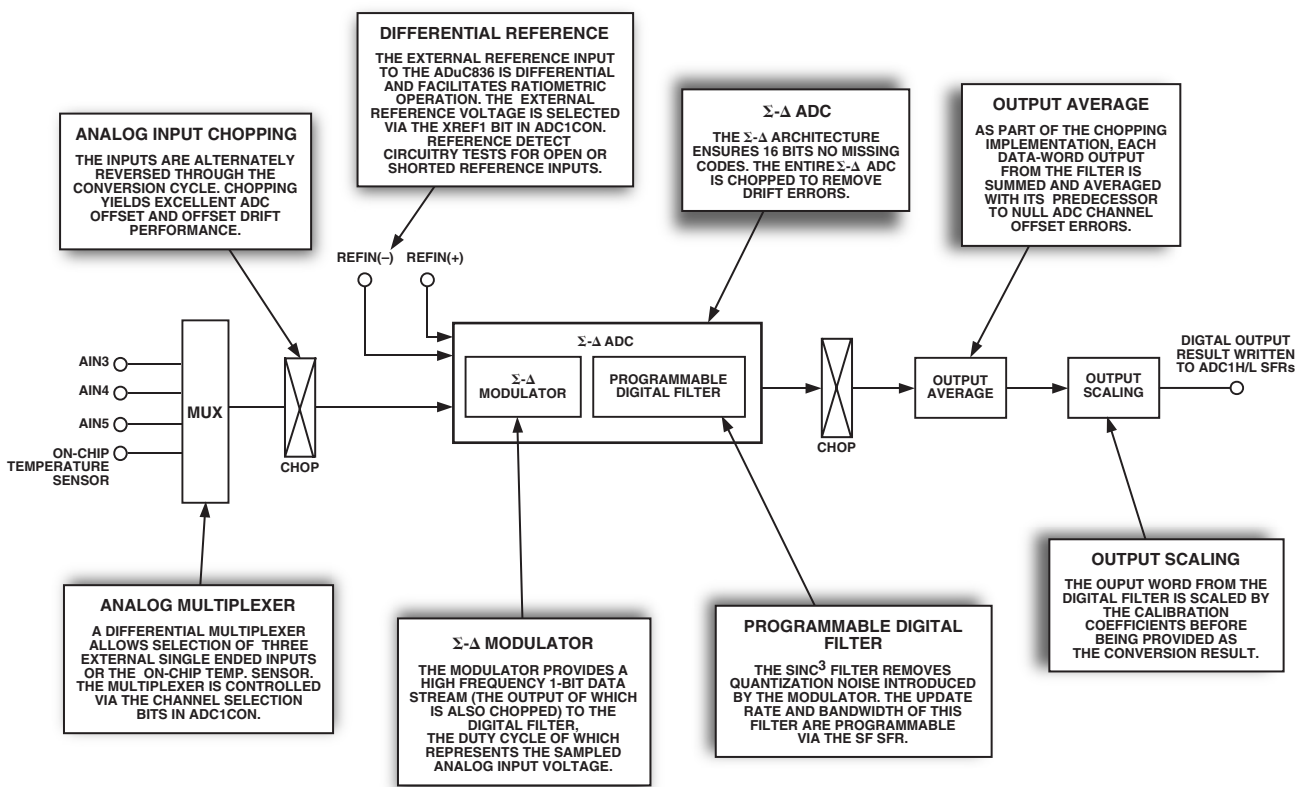 DIFFERENTIAL REFERENCE
THE EXTERNAL REFERENCE INPUT
TO THE ADuC836 IS DIFFERENTIAL
AND FACILITATES RATIOMETRIC
OPERATION. THE EXTERNAL
REFERENCE VOLTAGE IS SELECTED
VIA THE XREF1 BIT IN ADC1CON.
REFERENCE DETECT
CIRCUITRY TESTS FOR OPEN OR
SHORTED REFERENCE INPUTS.
ANALOG INPUT CHOPPING
THE INPUTS ARE ALTERNATELY
REVERSED THROUGH THE
CONVERSION CYCLE. CHOPPING
YIELDS EXCELLENT ADC
OFFSET AND OFFSET DRIFT
PERFORMANCE.
Σ-Δ ADC
THE Σ-Δ ARCHITECTURE
ENSURES 16 BITS NO MISSING
CODES. THE ENTIRE Σ-Δ ADC
IS CHOPPED TO REMOVE
DRIFT ERRORS.
OUTPUT AVERAGE
AS PART OF THE CHOPPING
IMPLEMENTATION, EACH
DATA-WORD OUTPUT
FROM THE FILTER IS
SUMMED AND AVERAGED
WITH ITS PREDECESSOR
TO NULL ADC CHANNEL
OFFSET ERRORS.
REFIN(–) REFIN(+)
AIN3
AIN4
AIN5
ON-CHIP
TEMPERATURE
SENSOR
MUX
CHOP
Σ-Δ ADC
Σ-Δ
MODULATOR
PROGRAMMABLE
DIGITAL FILTER
CHOP
OUTPUT
AVERAGE
OUTPUT
SCALING
DIGTAL OUTPUT
RESULT WRITTEN
TO ADC1H/L SFRs
ANALOG MULTIPLEXER
A DIFFERENTIAL MULTIPLEXER
ALLOWS SELECTION OF THREE
EXTERNAL SINGLE ENDED INPUTS
OR THE ON-CHIP TEMP. SENSOR.
THE MULTIPLEXER IS CONTROLLED
VIA THE CHANNEL SELECTION
BITS IN ADC1CON.
Σ-Δ MODULATOR
THE MODULATOR PROVIDES A
HIGH FREQUENCY 1-BIT DATA
STREAM (THE OUTPUT OF WHICH
IS ALSO CHOPPED) TO THE
DIGITAL FILTER,
THE DUTY CYCLE OF WHICH
REPRESENTS THE SAMPLED
ANALOG INPUT VOLTAGE.
PROGRAMMABLE DIGITAL
FILTER
THE SINC³ FILTER REMOVES
QUANTIZATION NOISE INTRODUCED
BY THE MODULATOR. THE UPDATE
RATE AND BANDWIDTH OF THIS
FILTER ARE PROGRAMMABLE
VIA THE SF SFR.
OUTPUT SCALING
THE OUPUT WORD FROM THE
DIGITAL FILTER IS SCALED BY
THE CALIBRATION
COEFFICIENTS BEFORE
BEING PROVIDED AS
THE CONVERSION RESULT.